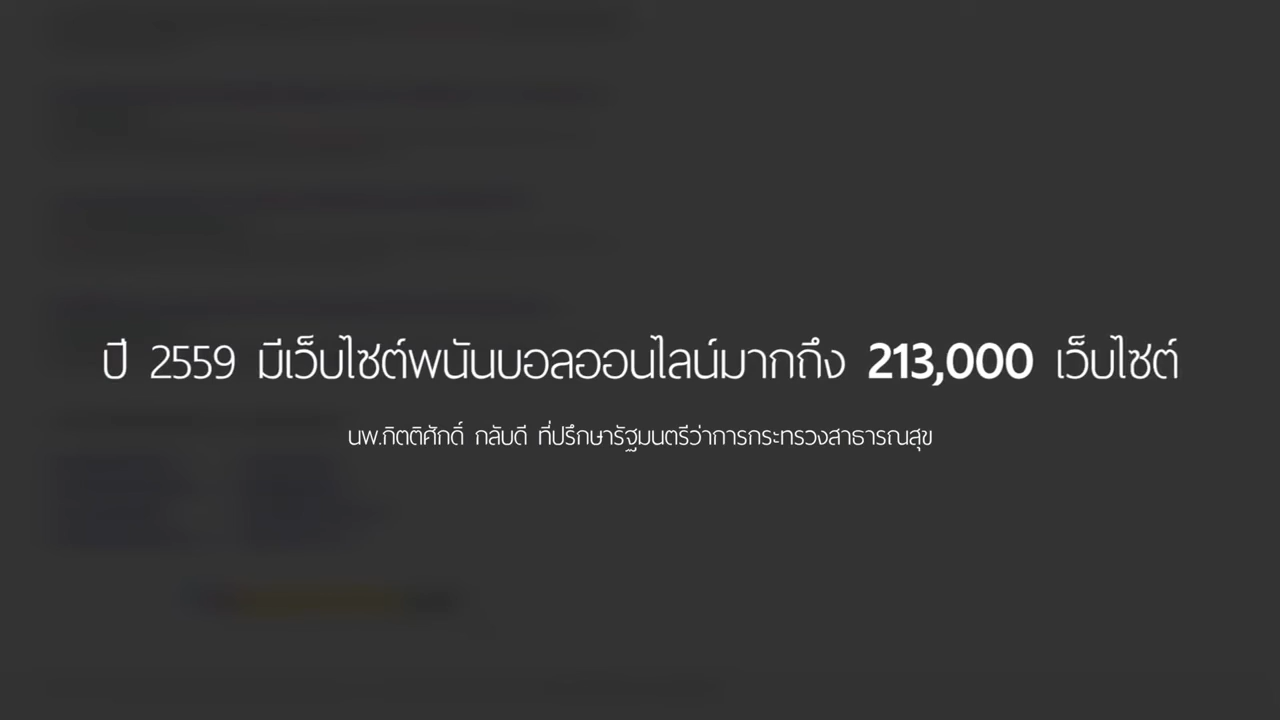 ปี 2559 มีเว็บไซต์พนันบอลออนไลน์มากถึง 213,000 เว็บไซต์
นพ.กิตติศักดิ์ กลับดี ที่ปรึกษารัฐมนตรีว่าการกระทรวงสาธารณสุข